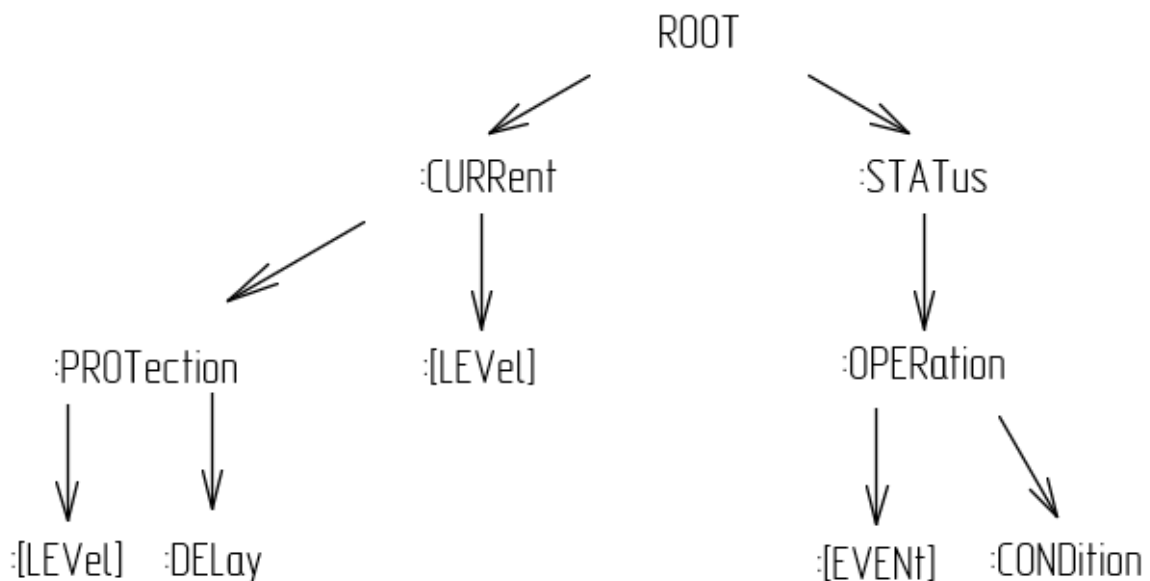 ROOT
:CURRent :STATus
:PROTection :[LEVel] :OPERation
:[LEVel] :DELay :[EVENt] :CONDition